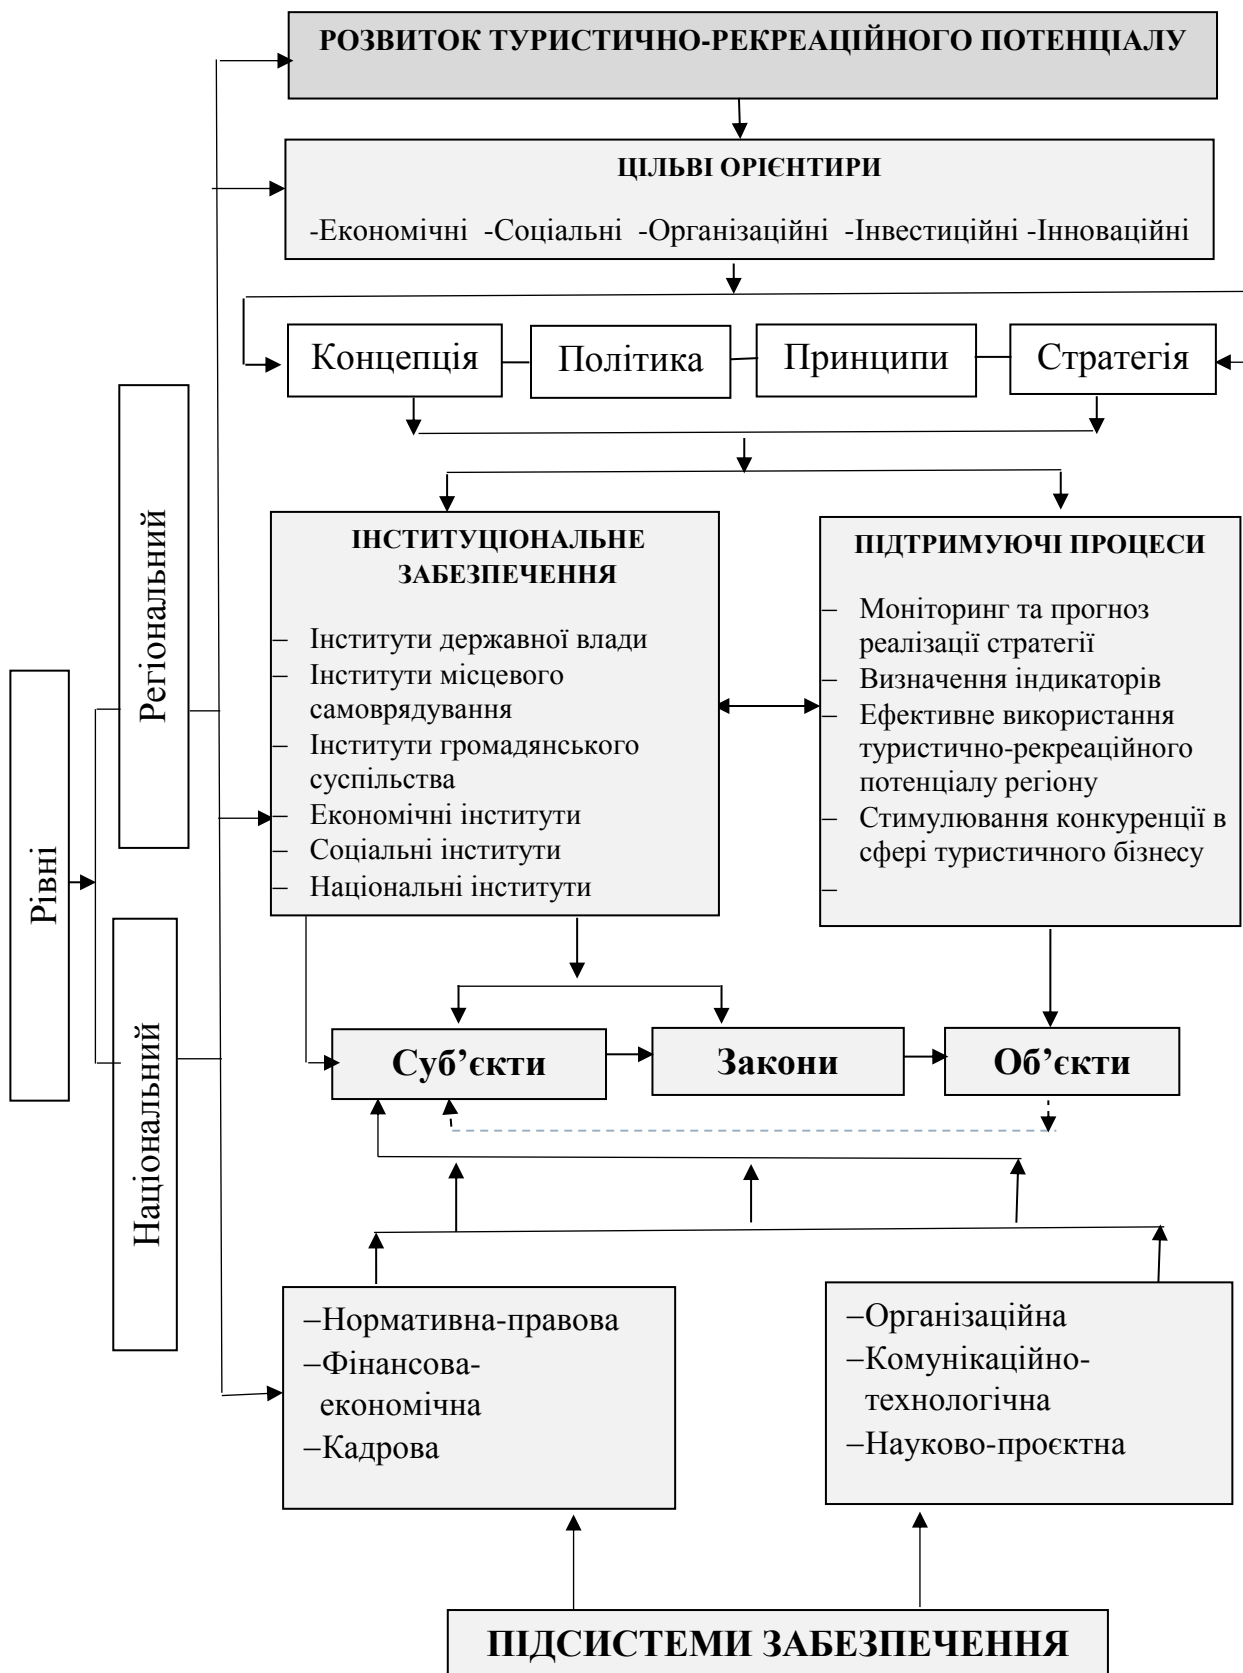 РОЗВИТОК ТУРИСТИЧНО-РЕКРЕАЦІЙНОГО ПОТЕНЦІАЛУ
ЦІЛЬВІ ОРІЄНТИРИ
-Економічні -Соціальні -Організаційні -Інвестиційні -Інноваційні
Концепція
Політика
Принципи
Стратегія
Рівні
Регіональний
Національний
ІНСТИТУЦІОНАЛЬНЕ
ЗАБЕЗПЕЧЕННЯ
– Інститути державної влади
– Інститути місцевого
самоврядування
– Інститути громадянського
суспільства
– Економічні інститути
– Соціальні інститути
– Національні інститути
ПІДТРИМУЮЧІ ПРОЦЕСИ
– Моніторинг та прогноз
реалізації стратегії
– Визначення індикаторів
– Ефективне використання
туристично-рекреаційного
потенціалу регіону
– Стимулювання конкуренції в
сфері туристичного бізнесу
–
Суб’єкти
Закони
Об’єкти
–Нормативна-правова
–Фінансова-
економічна
–Кадрова
–Організаційна
–Комунікаційно-
технологічна
–Науково-проєктна
ПІДСИСТЕМИ ЗАБЕЗПЕЧЕННЯ